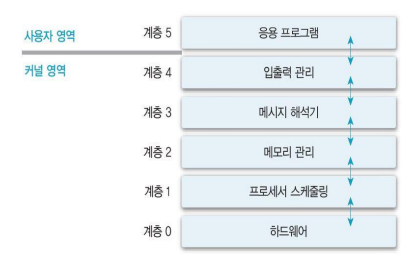 사용자 영역
계층 5
응용 프로그램
커널 영역
계층 4
입출력 관리
계층 3
메시지 해석기
계층 2
메모리 관리
계층 1
프로세서 스케줄링
계층 0
하드웨어